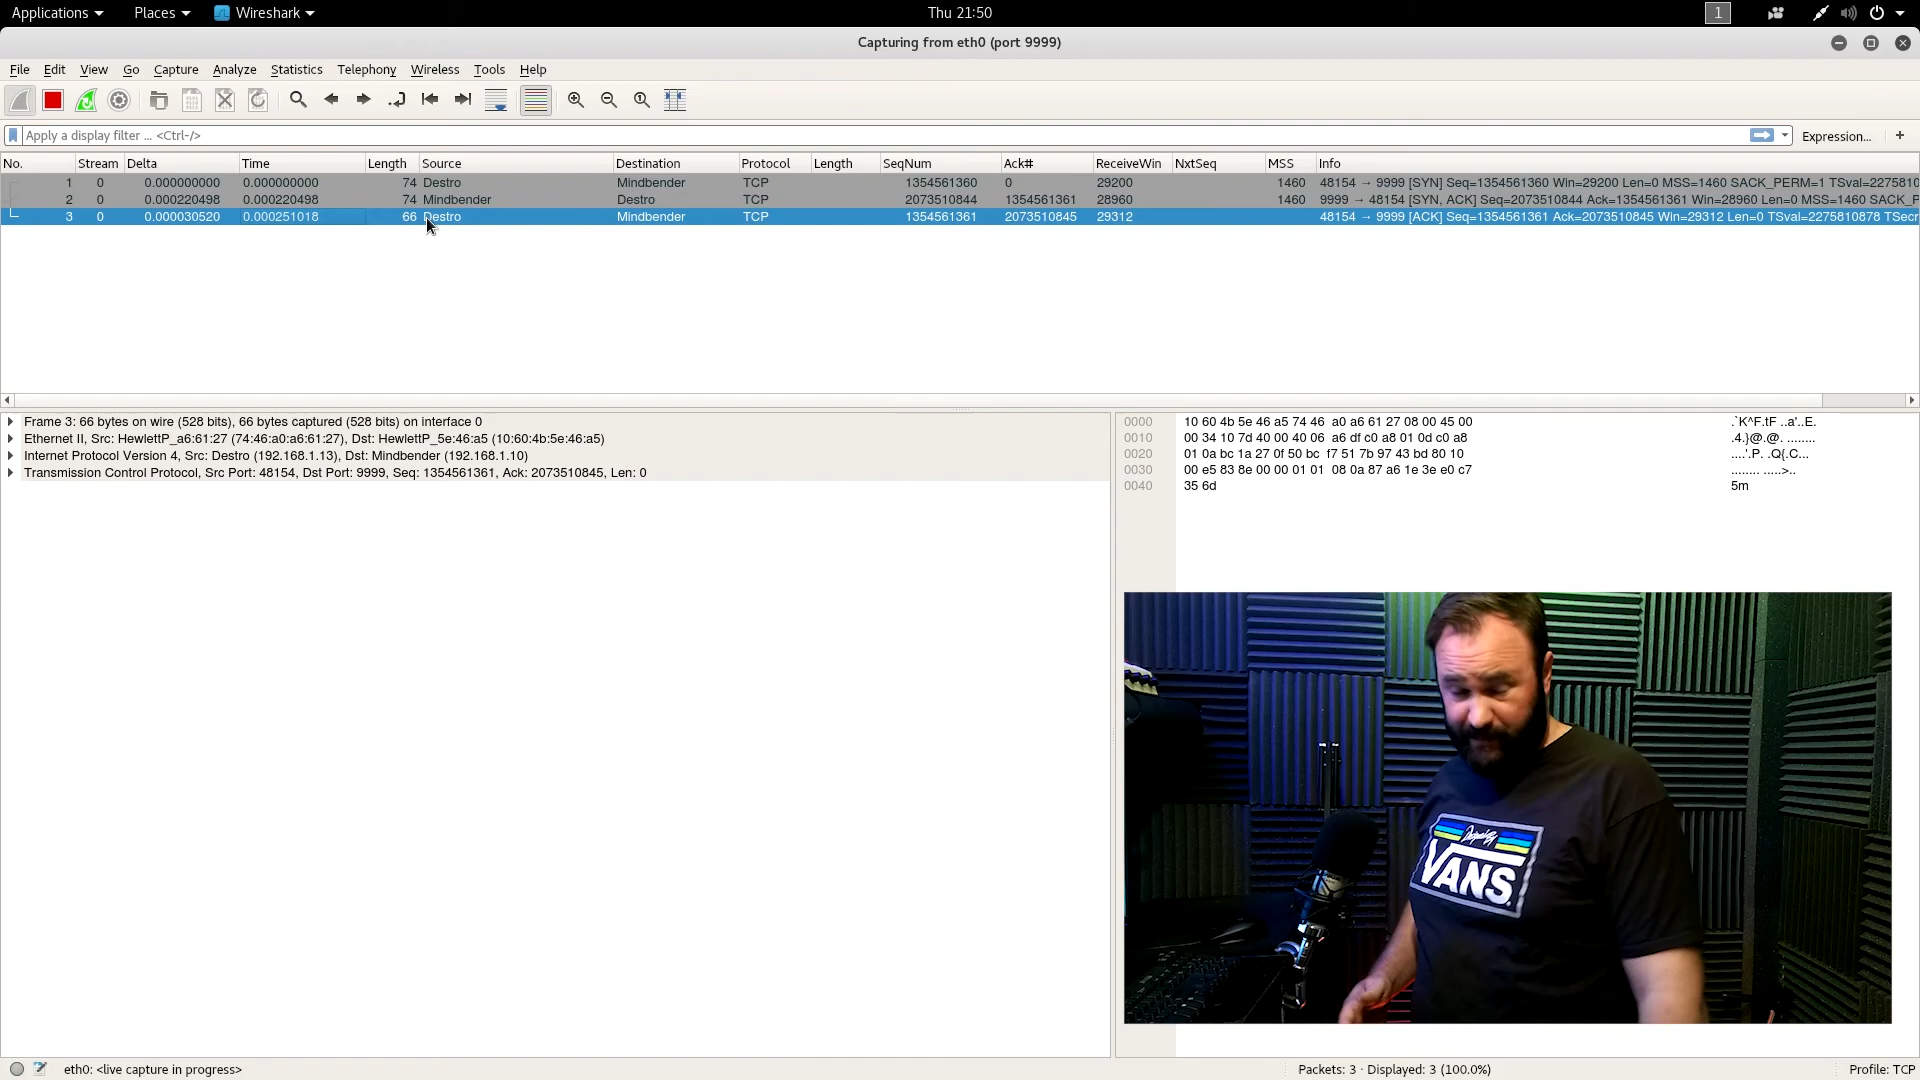 Applications Places Wireshark Thu 21:50 1
Capturing from eth0 (port 9999)
File Edit View Go Capture Analyze Statistics Telephony Wireless Tools Help
Apply a display filter ... <Ctrl-/> Expression... +
No. Stream Delta Time Length Source Destination Protocol Length SeqNum Ack# ReceiveWin NxtSeq MSS Info
1 0 0.000000000 0.000000000 74 Destro Mindbender TCP 1354561360 0 29200 1460 48154 → 9999 [SYN] Seq=1354561360 Win=29200 Len=0 MSS=1460 SACK_PERM=1 TSval=2275810
2 0 0.000220498 0.000220498 74 Mindbender Destro TCP 2073510844 1354561361 28960 1460 9999 → 48154 [SYN, ACK] Seq=2073510844 Ack=1354561361 Win=28960 Len=0 MSS=1460 SACK_P
3 0 0.000030520 0.000251018 66 Destro Mindbender TCP 1354561361 2073510845 29312 48154 → 9999 [ACK] Seq=1354561361 Ack=2073510845 Win=29312 Len=0 TSval=2275810878 TSecr
Frame 3: 66 bytes on wire (528 bits), 66 bytes captured (528 bits) on interface 0
Ethernet II, Src: HewlettP_a6:61:27 (74:46:a0:a6:61:27), Dst: HewlettP_5e:46:a5 (10:60:4b:5e:46:a5)
Internet Protocol Version 4, Src: Destro (192.168.1.13), Dst: Mindbender (192.168.1.10)
Transmission Control Protocol, Src Port: 48154, Dst Port: 9999, Seq: 1354561361, Ack: 2073510845, Len: 0
0000 10 60 4b 5e 46 a5 74 46 a0 a6 61 27 08 00 45 00 .`K^F.tF ..a'..E.
0010 00 34 10 7d 40 00 40 06 a6 df c0 a8 01 0d c0 a8 .4.}@.@. ........
0020 01 0a bc 1a 27 0f 50 bc f7 51 7b 97 43 bd 80 10 ....'.P. .Q{.C...
0030 00 e5 83 8e 00 00 01 01 08 0a 87 a6 1e 3e e0 c7 ........ .....>..
0040 35 6d 5m
VANS
eth0: <live capture in progress> Packets: 3 · Displayed: 3 (100.0%) Profile: TCP